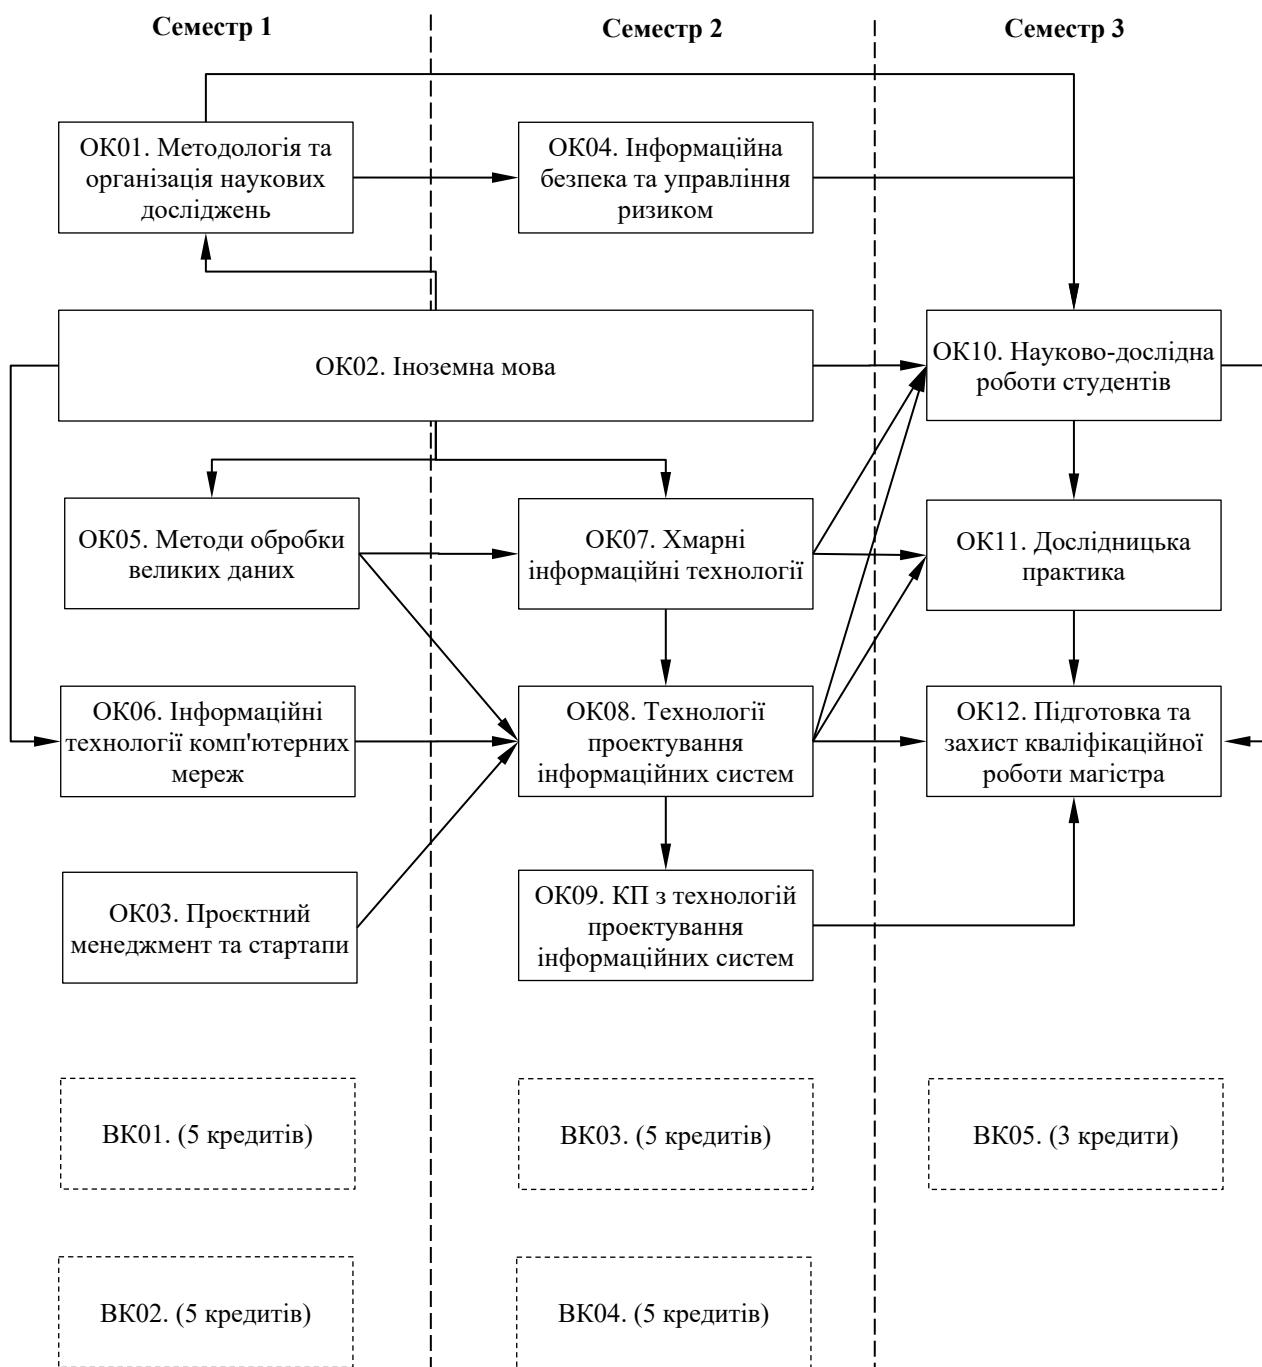 Семестр 1
Семестр 2
Семестр 3
ОК01. Методологія та
організація наукових
досліджень
ОК04. Інформаційна
безпека та управління
ризиком
ОК02. Іноземна мова
ОК10. Науково-дослідна
роботи студентів
ОК05. Методи обробки
великих даних
ОК07. Хмарні
інформаційні технології
ОК11. Дослідницька
практика
ОК06. Інформаційні
технології комп'ютерних
мереж
ОК08. Технології
проектування
інформаційних систем
ОК12. Підготовка та
захист кваліфікаційної
роботи магістра
ОК03. Проєктний
менеджмент та стартапи
ОК09. КП з технологій
проектування
інформаційних систем
ВК01. (5 кредитів)
ВК03. (5 кредитів)
ВК05. (3 кредити)
ВК02. (5 кредитів)
ВК04. (5 кредитів)